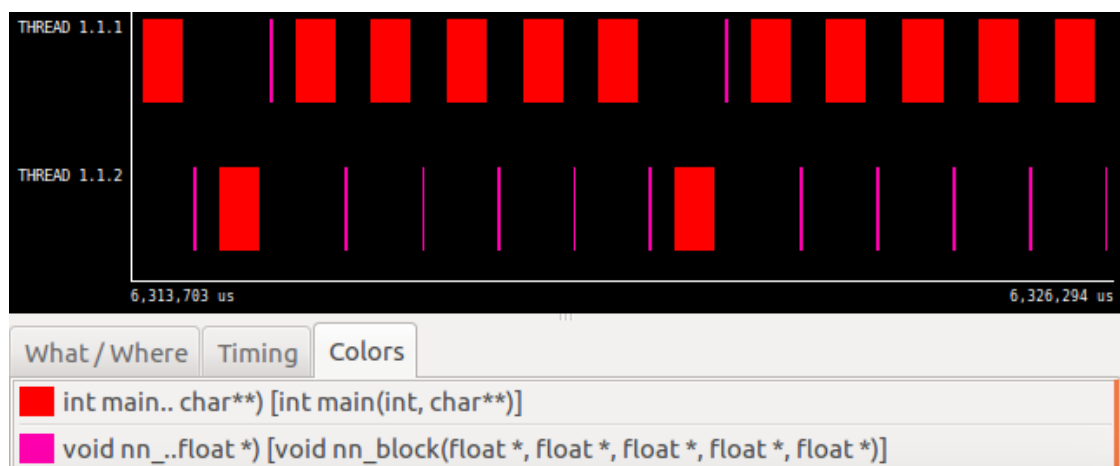 THREAD 1.1.1
THREAD 1.1.2
6,313,703 us 6,326,294 us
What / Where Timing Colors
int main.. char**) [int main(int, char**)]
void nn_..float *) [void nn_block(float *, float *, float *, float *, float *)]